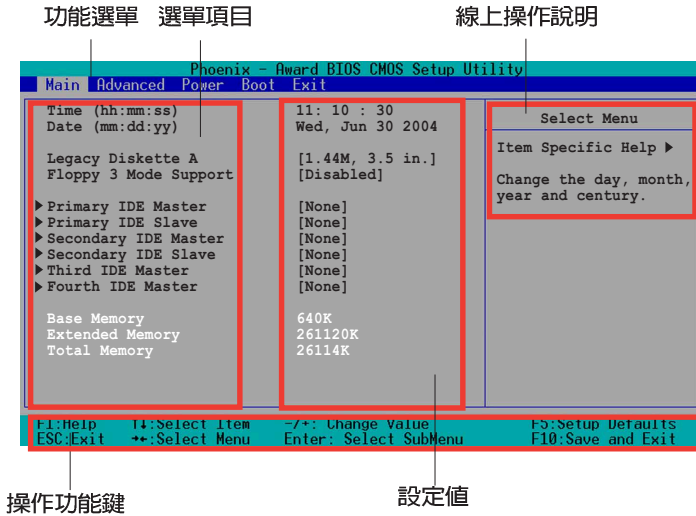 功能選單 選單項目 線上操作說明
Phoenix - Award BIOS CMOS Setup Utility
Main Advanced Power Boot Exit
Time (hh:mm:ss) 11: 10 : 30
Date (mm:dd:yy) Wed, Jun 30 2004
Select Menu
Item Specific Help ▶
Legacy Diskette A [1.44M, 3.5 in.]
Floppy 3 Mode Support [Disabled]
Change the day, month,
year and century.
▶ Primary IDE Master [None]
▶ Primary IDE Slave [None]
▶ Secondary IDE Master [None]
▶ Secondary IDE Slave [None]
▶ Third IDE Master [None]
▶ Fourth IDE Master [None]
Base Memory 640K
Extended Memory 261120K
Total Memory 26114K
F1:Help ↑↓:Select Item -/+: Change Value F5:Setup Defaults
ESC:Exit →←:Select Menu Enter: Select SubMenu F10:Save and Exit
操作功能鍵 設定值